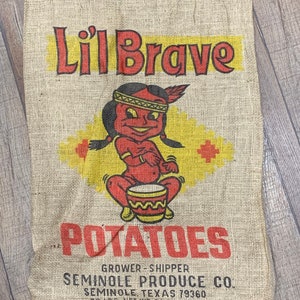 Li'l Brave
POTATOES
GROWER - SHIPPER
SEMINOLE PRODUCE CO.
SEMINOLE, TEXAS 79360